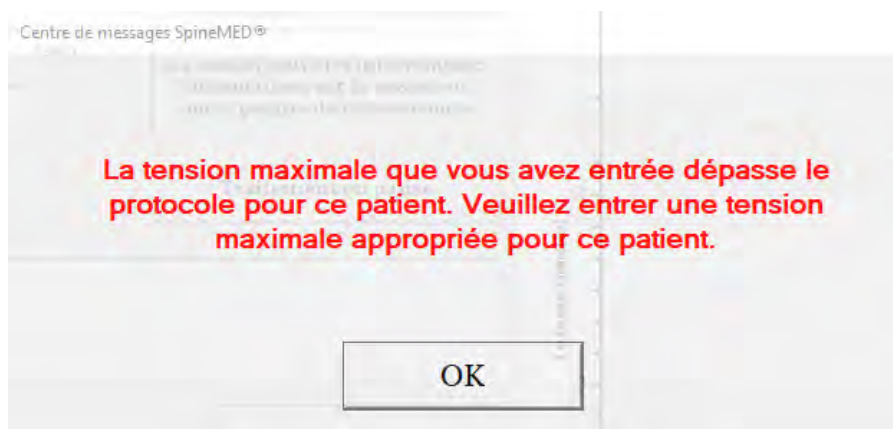 Centre de messages SpineMED®
La tension maximale que vous avez entrée dépasse le
protocole pour ce patient. Veuillez entrer une tension
maximale appropriée pour ce patient.
OK